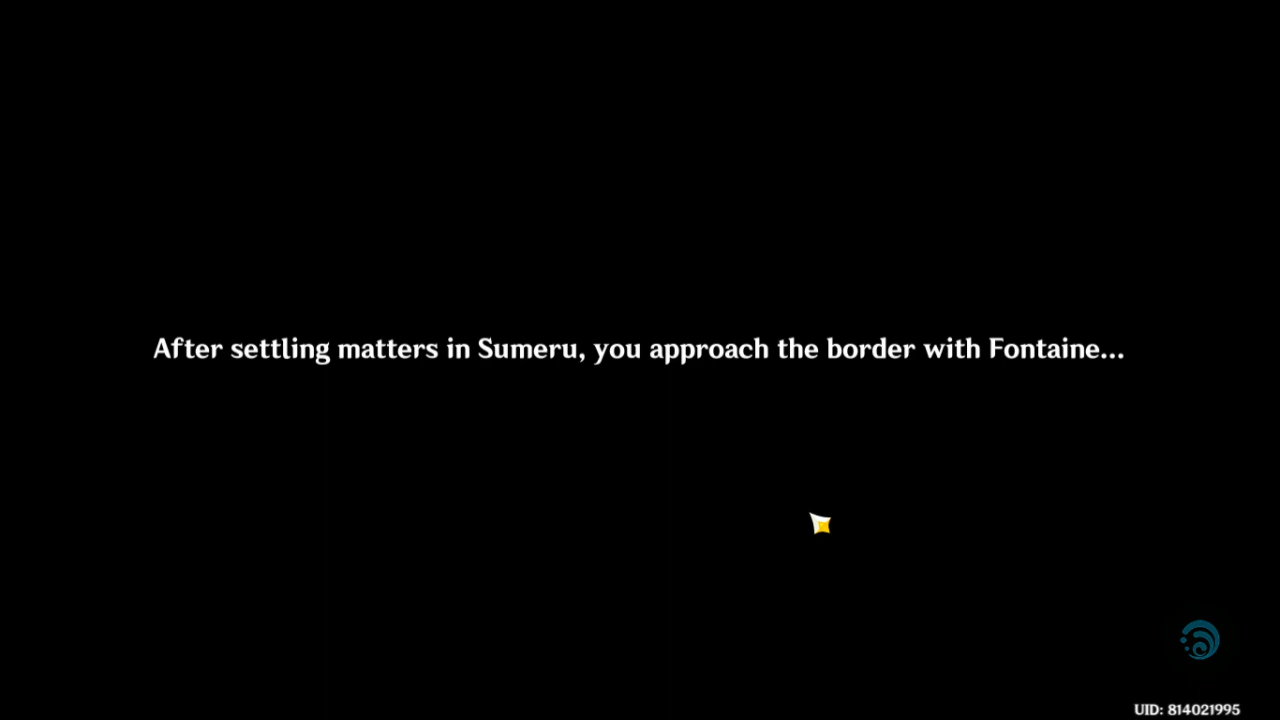 After settling matters in Sumeru, you approach the border with Fontaine...
UID: 814021995